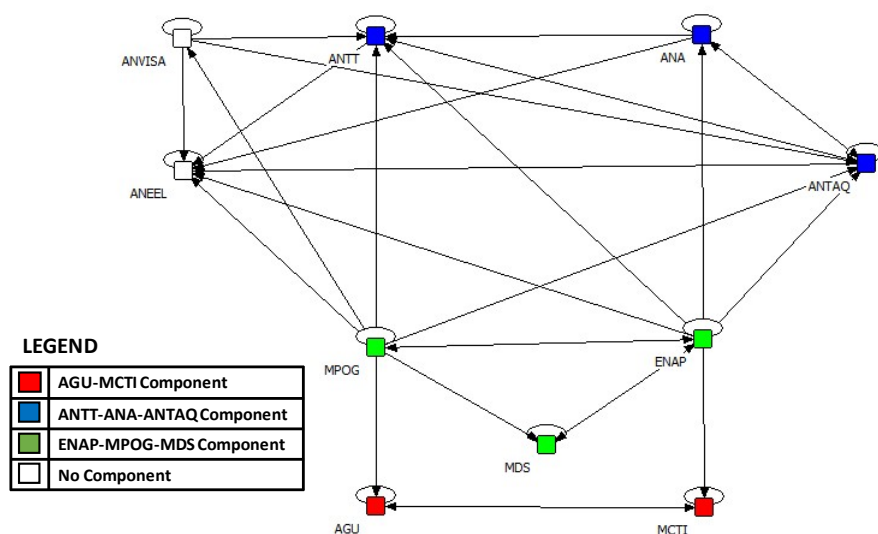 ANVISA
ANTT
ANA
ANEEL
ANTAQ
MPOG
ENAP
MDS
AGU
MCTI
LEGEND
AGU-MCTI Component
ANTT-ANA-ANTAQ Component
ENAP-MPOG-MDS Component
No Component